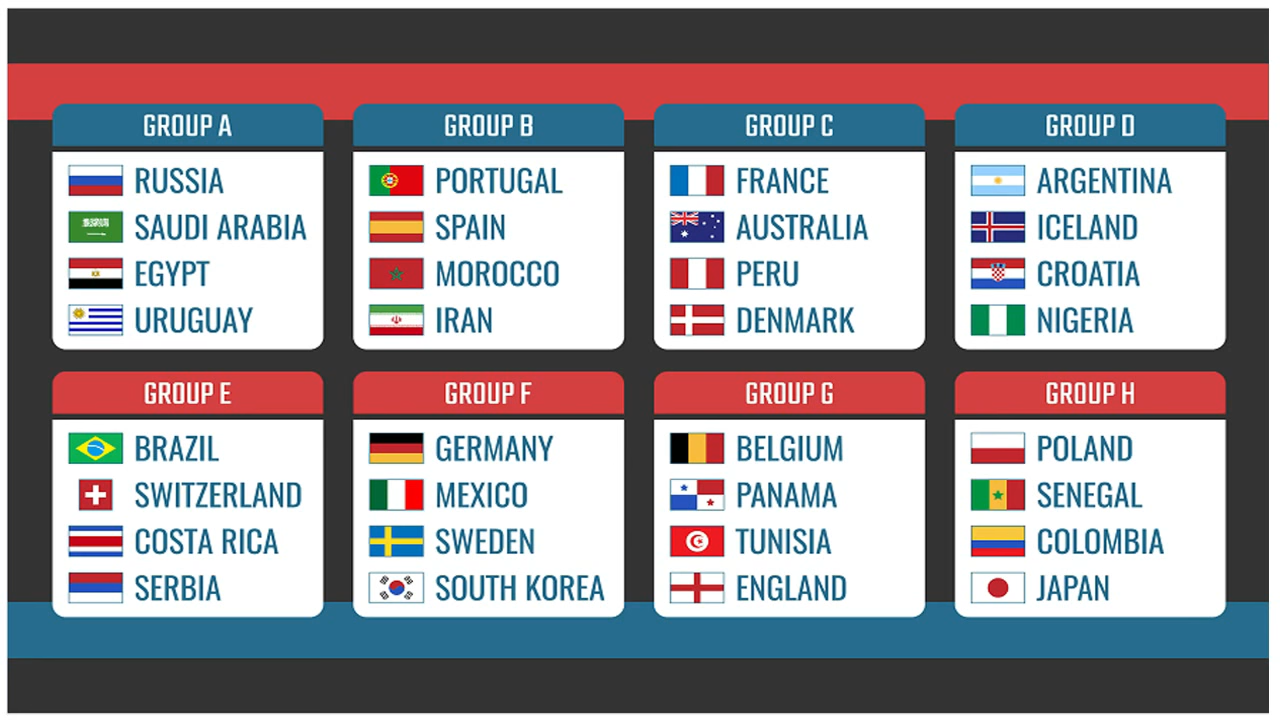 GROUP A
RUSSIA
SAUDI ARABIA
EGYPT
URUGUAY
GROUP B
PORTUGAL
SPAIN
MOROCCO
IRAN
GROUP C
FRANCE
AUSTRALIA
PERU
DENMARK
GROUP D
ARGENTINA
ICELAND
CROATIA
NIGERIA
GROUP E
BRAZIL
SWITZERLAND
COSTA RICA
SERBIA
GROUP F
GERMANY
MEXICO
SWEDEN
SOUTH KOREA
GROUP G
BELGIUM
PANAMA
TUNISIA
ENGLAND
GROUP H
POLAND
SENEGAL
COLOMBIA
JAPAN